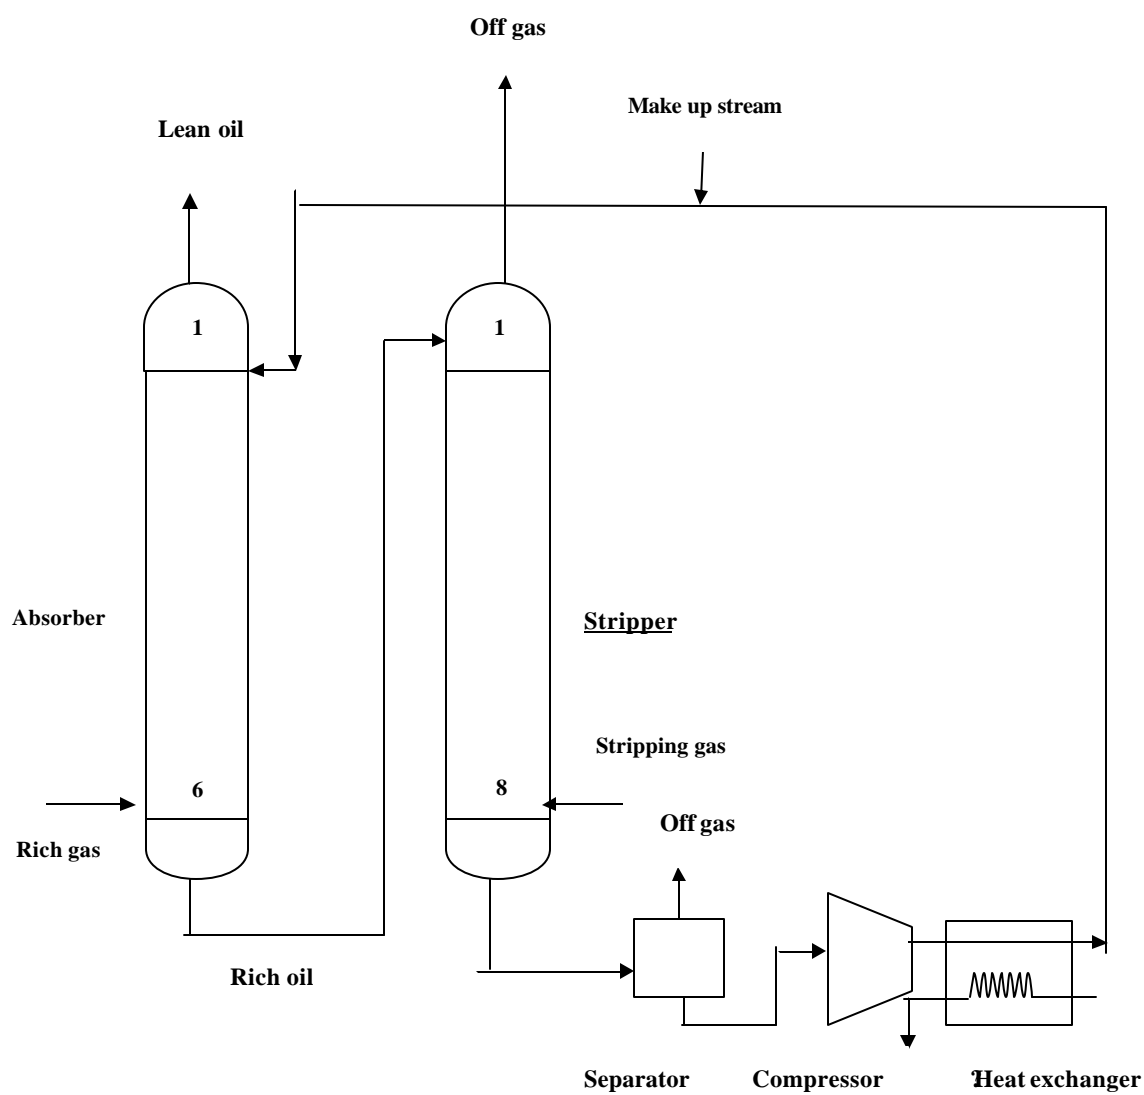 Off gas
Make up stream
Lean oil
1
1
Absorber
Stripper
Stripping gas
6
8
Off gas
Rich gas
Rich oil
Separator
Compressor
?Heat exchanger